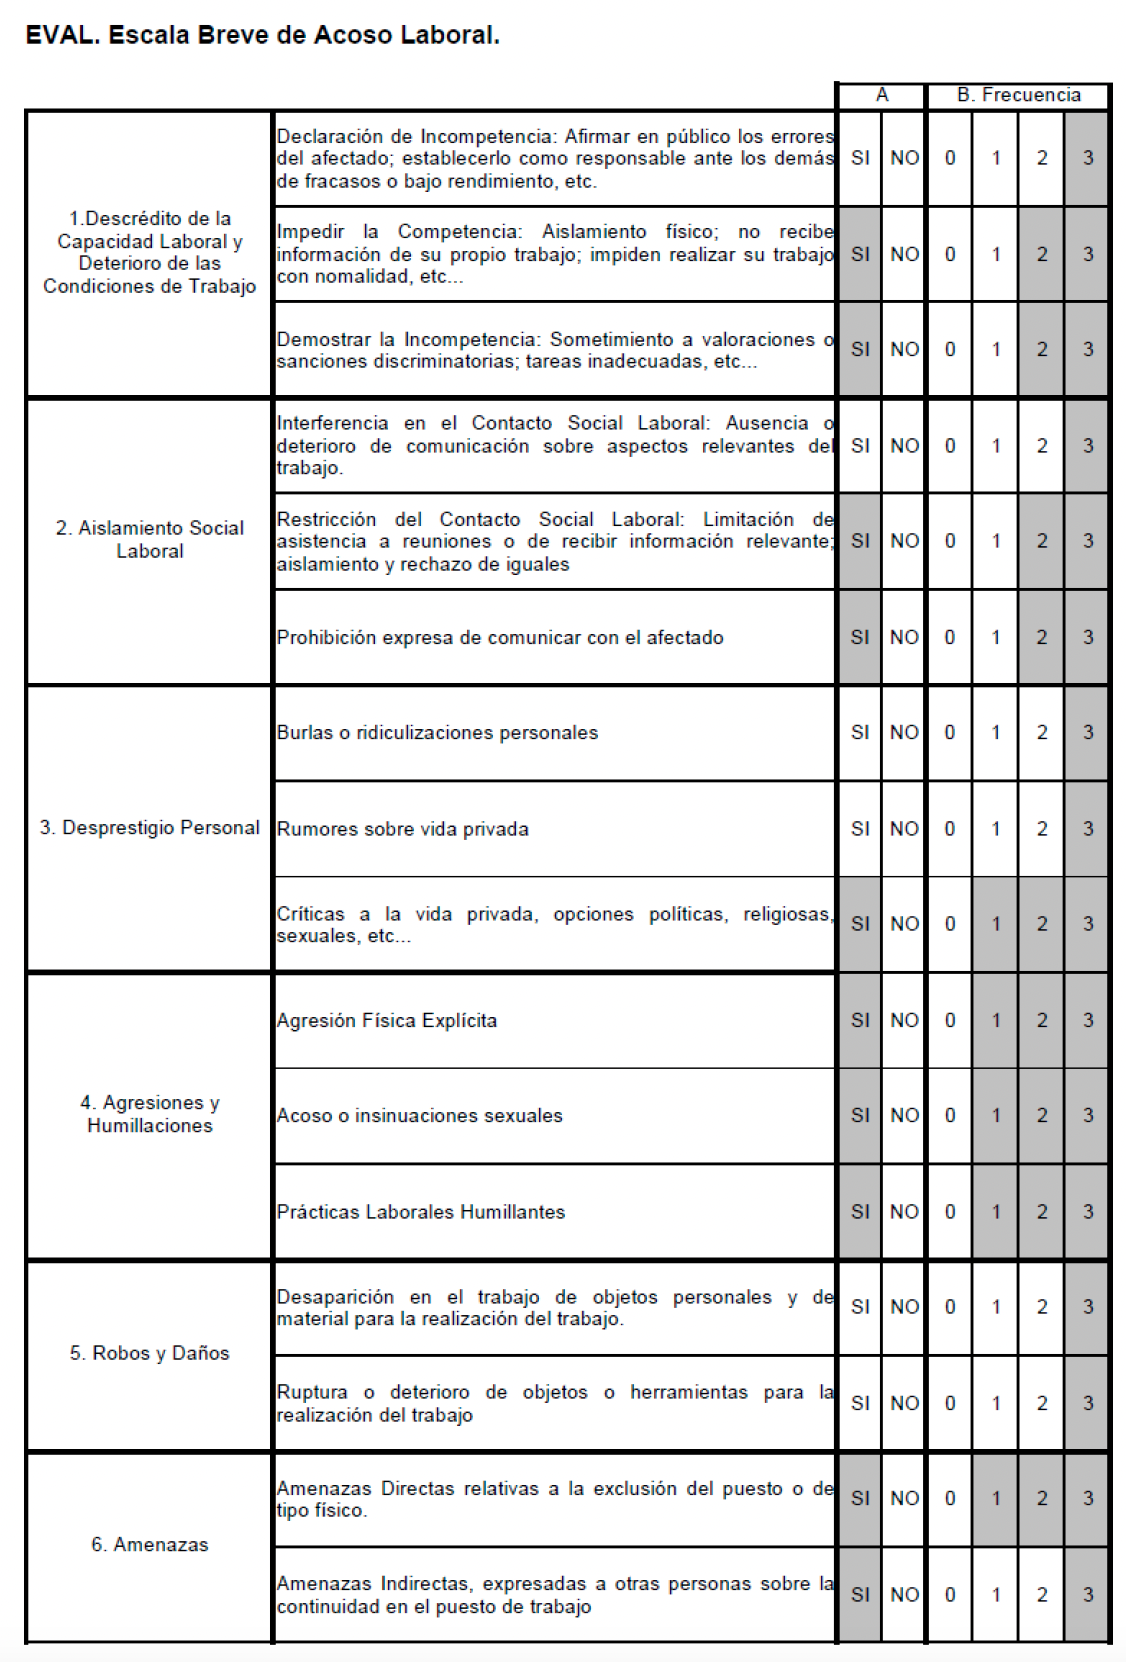 EVAL. Escala Breve de Acoso Laboral.
A
B. Frecuencia
1.Descrédito de la
Capacidad Laboral y
Deterioro de las
Condiciones de Trabajo
Declaración de Incompetencia: Afirmar en público los errores
del afectado; establecerlo como responsable ante los demás
de fracasos o bajo rendimiento, etc.
SI NO 0 1 2 3
Impedir la Competencia: Aislamiento físico; no recibe
información de su propio trabajo; impiden realizar su trabajo
con nomalidad, etc...
SI NO 0 1 2 3
Demostrar la Incompetencia: Sometimiento a valoraciones o
sanciones discriminatorias; tareas inadecuadas, etc...
SI NO 0 1 2 3
2. Aislamiento Social
Laboral
Interferencia en el Contacto Social Laboral: Ausencia o
deterioro de comunicación sobre aspectos relevantes del
trabajo.
SI NO 0 1 2 3
Restricción del Contacto Social Laboral: Limitación de
asistencia a reuniones o de recibir información relevante;
aislamiento y rechazo de iguales
SI NO 0 1 2 3
Prohibición expresa de comunicar con el afectado
SI NO 0 1 2 3
3. Desprestigio Personal
Burlas o ridiculizaciones personales
SI NO 0 1 2 3
Rumores sobre vida privada
SI NO 0 1 2 3
Críticas a la vida privada, opciones políticas, religiosas,
sexuales, etc...
SI NO 0 1 2 3
4. Agresiones y
Humillaciones
Agresión Física Explícita
SI NO 0 1 2 3
Acoso o insinuaciones sexuales
SI NO 0 1 2 3
Prácticas Laborales Humillantes
SI NO 0 1 2 3
5. Robos y Daños
Desaparición en el trabajo de objetos personales y de
material para la realización del trabajo.
SI NO 0 1 2 3
Ruptura o deterioro de objetos o herramientas para la
realización del trabajo
SI NO 0 1 2 3
6. Amenazas
Amenazas Directas relativas a la exclusión del puesto o de
tipo físico.
SI NO 0 1 2 3
Amenazas Indirectas, expresadas a otras personas sobre la
continuidad en el puesto de trabajo
SI NO 0 1 2 3